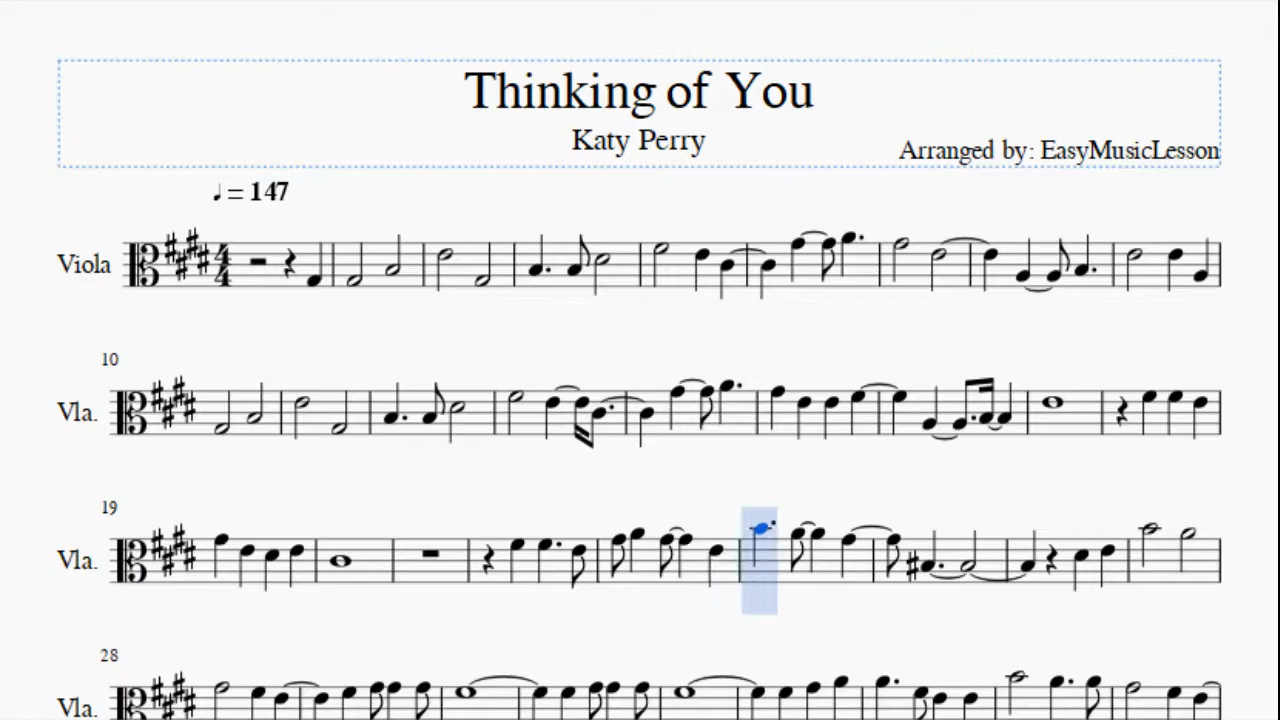 Thinking of You
Katy Perry
Arranged by: EasyMusicLesson
♩ = 147
Viola
4
4
10
Vla.
19
Vla.
28
Vla.